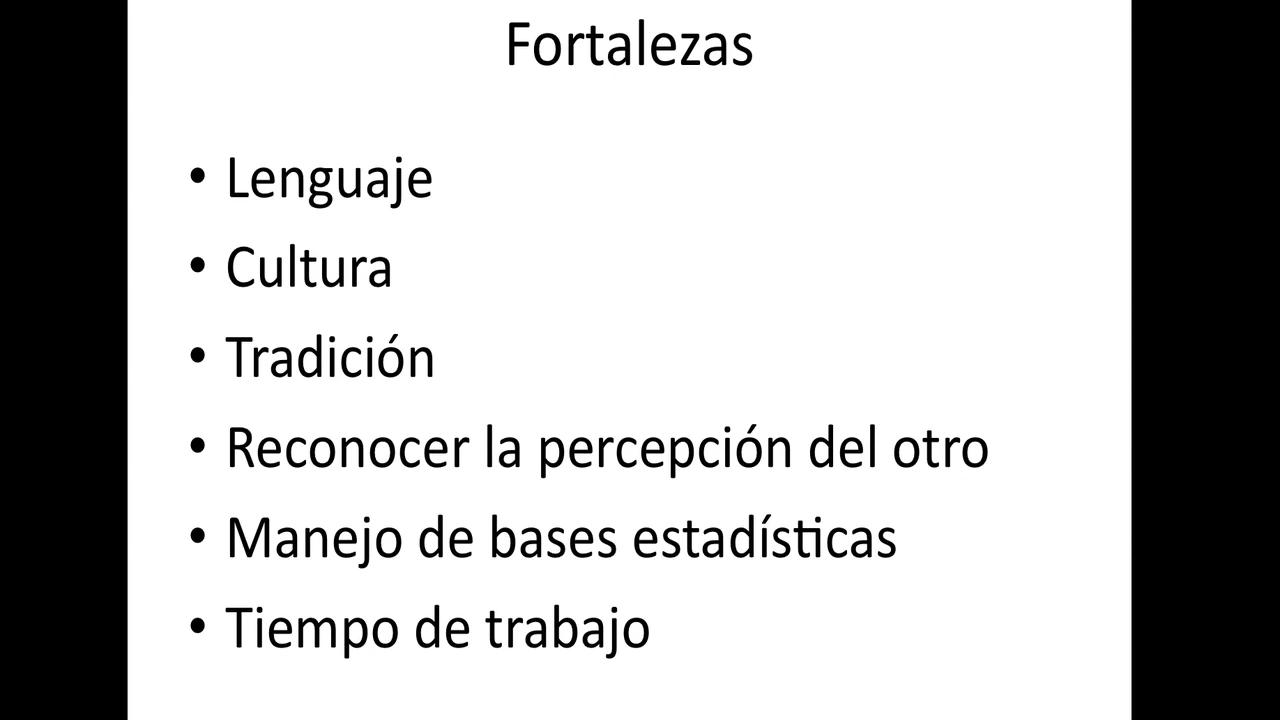 Fortalezas
• Lenguaje
• Cultura
• Tradición
• Reconocer la percepción del otro
• Manejo de bases estadísticas
• Tiempo de trabajo